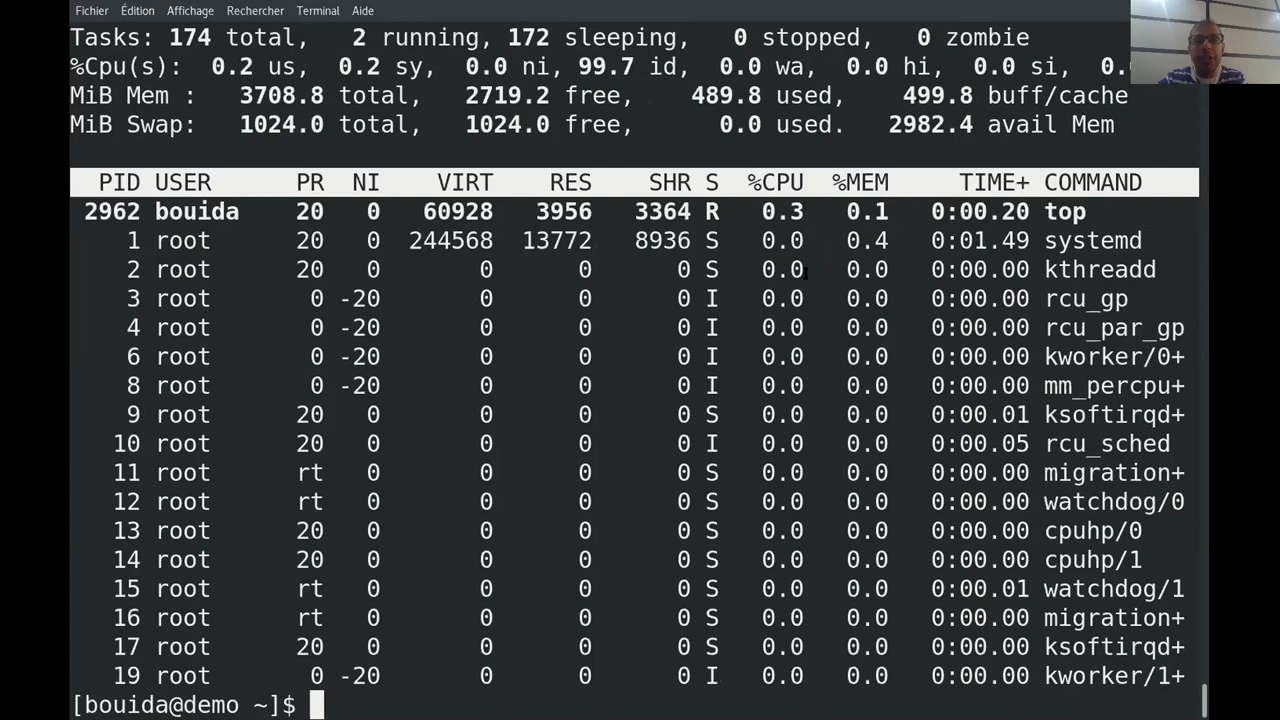 Fichier Édition Affichage Rechercher Terminal Aide
Tasks: 174 total, 2 running, 172 sleeping, 0 stopped, 0 zombie
%Cpu(s): 0.2 us, 0.2 sy, 0.0 ni, 99.7 id, 0.0 wa, 0.0 hi, 0.0 si, 0.
MiB Mem : 3708.8 total, 2719.2 free, 489.8 used, 499.8 buff/cache
MiB Swap: 1024.0 total, 1024.0 free, 0.0 used. 2982.4 avail Mem
PID USER PR NI VIRT RES SHR S %CPU %MEM TIME+ COMMAND
2962 bouida 20 0 60928 3956 3364 R 0.3 0.1 0:00.20 top
1 root 20 0 244568 13772 8936 S 0.0 0.4 0:01.49 systemd
2 root 20 0 0 0 0 S 0.0 0.0 0:00.00 kthreadd
3 root 0 -20 0 0 0 I 0.0 0.0 0:00.00 rcu_gp
4 root 0 -20 0 0 0 I 0.0 0.0 0:00.00 rcu_par_gp
6 root 0 -20 0 0 0 I 0.0 0.0 0:00.00 kworker/0+
8 root 0 -20 0 0 0 I 0.0 0.0 0:00.00 mm_percpu+
9 root 20 0 0 0 0 S 0.0 0.0 0:00.01 ksoftirqd+
10 root 20 0 0 0 0 I 0.0 0.0 0:00.05 rcu_sched
11 root rt 0 0 0 0 S 0.0 0.0 0:00.00 migration+
12 root rt 0 0 0 0 S 0.0 0.0 0:00.00 watchdog/0
13 root 20 0 0 0 0 S 0.0 0.0 0:00.00 cpuhp/0
14 root 20 0 0 0 0 S 0.0 0.0 0:00.00 cpuhp/1
15 root rt 0 0 0 0 S 0.0 0.0 0:00.01 watchdog/1
16 root rt 0 0 0 0 S 0.0 0.0 0:00.00 migration+
17 root 20 0 0 0 0 S 0.0 0.0 0:00.00 ksoftirqd+
19 root 0 -20 0 0 0 I 0.0 0.0 0:00.00 kworker/1+
[bouida@demo ~]$